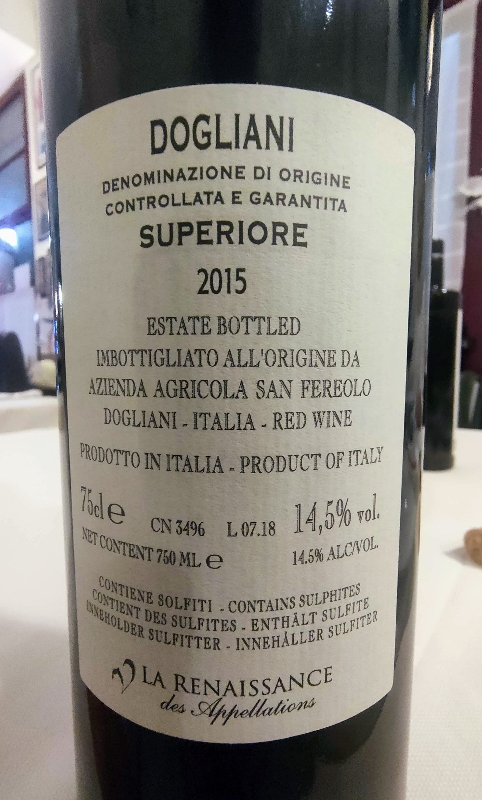 DOGLIANI
DENOMINAZIONE DI ORIGINE
CONTROLLATA E GARANTITA
SUPERIORE
2015
ESTATE BOTTLED
IMBOTTIGLIATO ALL'ORIGINE DA
AZIENDA AGRICOLA SAN FEREOLO
DOGLIANI - ITALIA - RED WINE
PRODOTTO IN ITALIA - PRODUCT OF ITALY
75cl e CN 3496 L 07.18 14,5% vol.
NET CONTENT 750 ML e 14.5% ALC/VOL.
CONTIENE SOLFITI - CONTAINS SULPHITES
CONTIENT DES SULFITES - ENTHÄLT SULFITE
INNEHOLDER SULFITTER - INNEHÅLLER SULFITER
LA RENAISSANCE
des Appellations